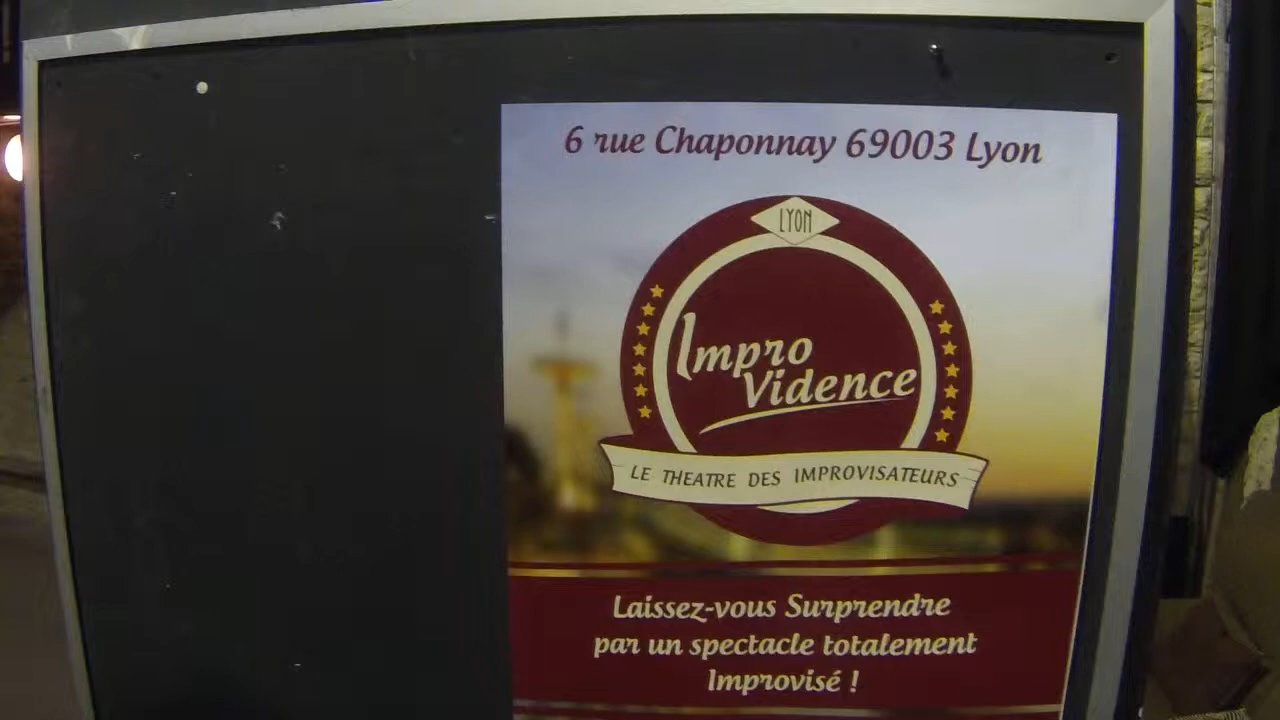 6 rue Chaponnay 69003 Lyon
LYON
Impro
Vidence
LE THEATRE DES IMPROVISATEURS
Laissez-vous Surprendre
par un spectacle totalement
Improvisé !